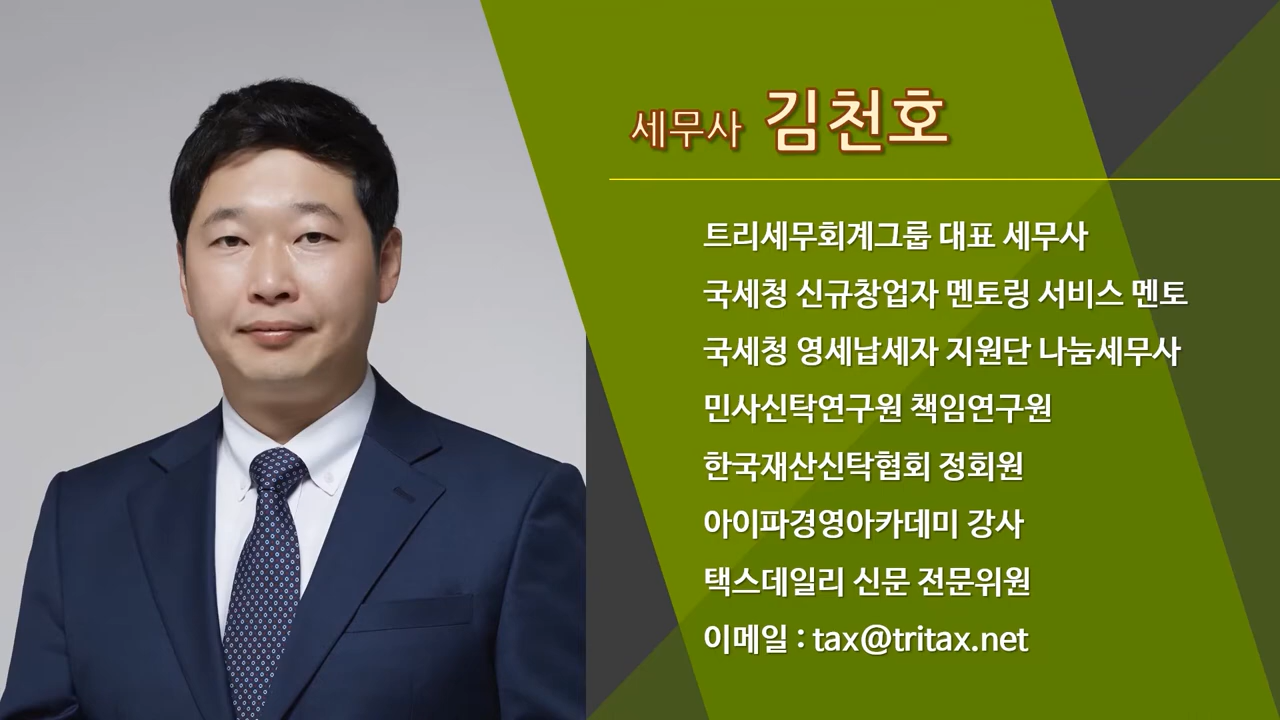 세무사 김천호
트리세무회계그룹 대표 세무사
국세청 신규창업자 멘토링 서비스 멘토
국세청 영세납세자 지원단 나눔세무사
민사신탁연구원 책임연구원
한국재산신탁협회 정회원
아이파경영아카데미 강사
택스데일리 신문 전문위원
이메일 : tax@tritax.net